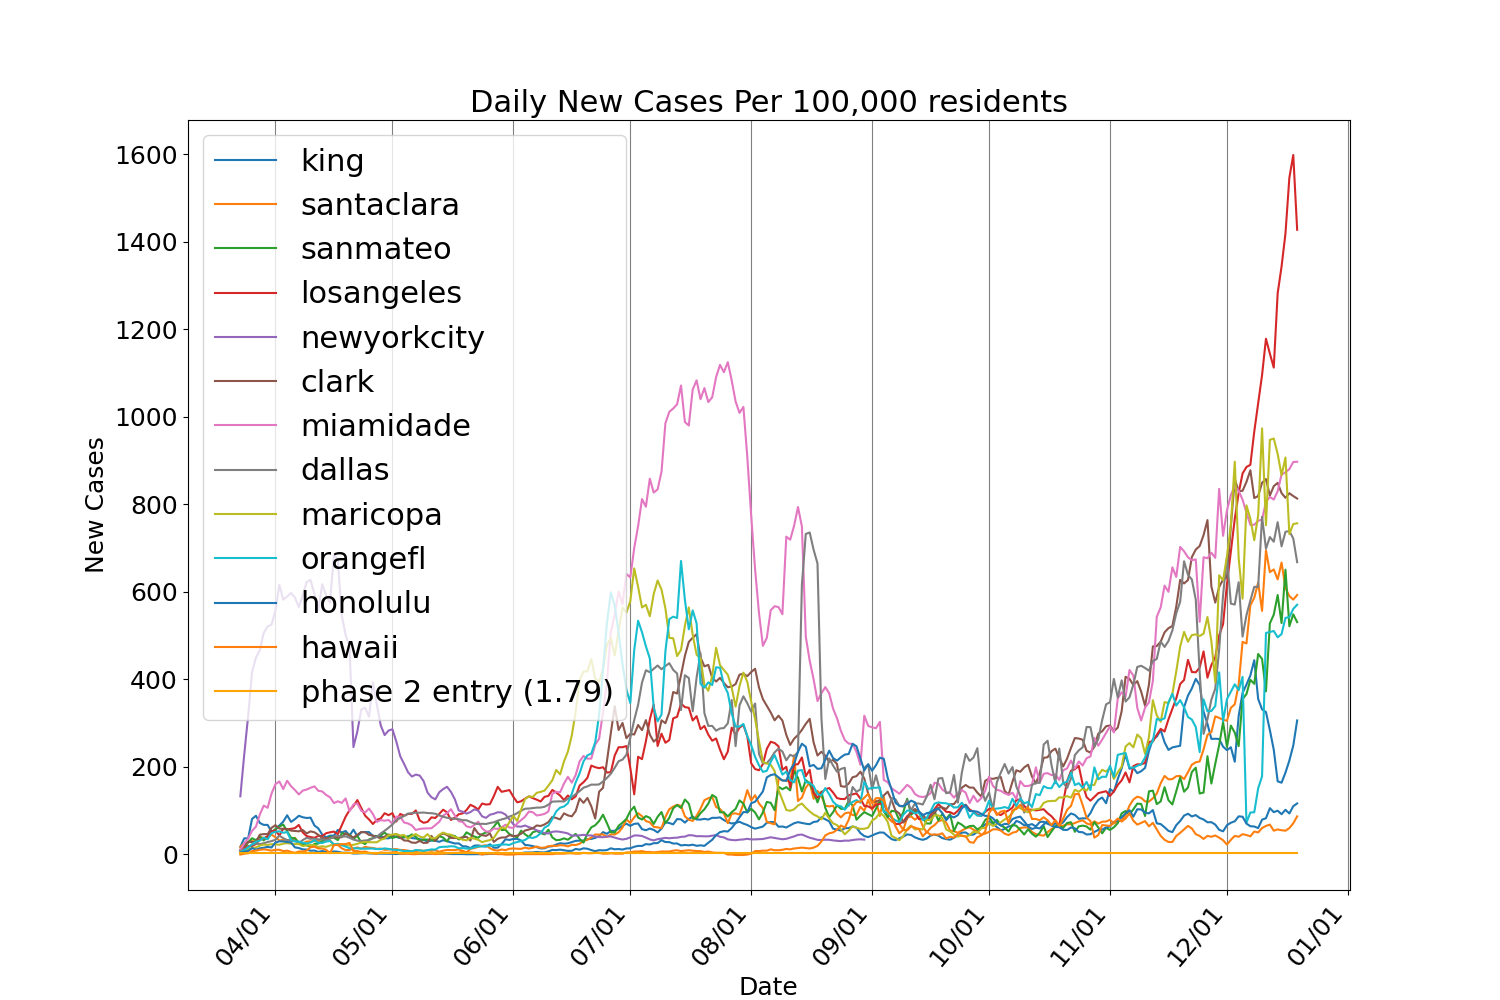 Daily New Cases Per 100,000 residents
1600
1400
1200
1000
800
600
400
200
0
New Cases
king
santaclara
sanmateo
losangeles
newyorkcity
clark
miamidade
dallas
maricopa
orangefl
honolulu
hawaii
phase 2 entry (1.79)
04/01
05/01
06/01
07/01
08/01
09/01
10/01
11/01
12/01
01/01
Date